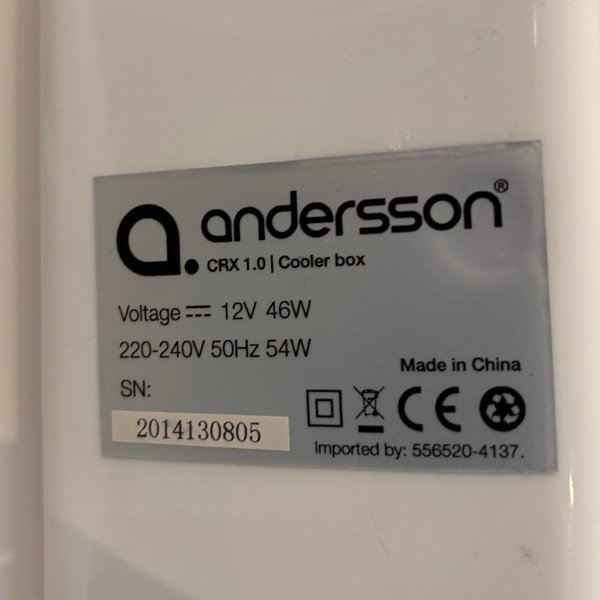 a. andersson®
CRX 1.0 | Cooler box
Voltage ⎓ 12V 46W
220-240V 50Hz 54W
Made in China
SN:
2014130805
CE
Imported by: 556520-4137.